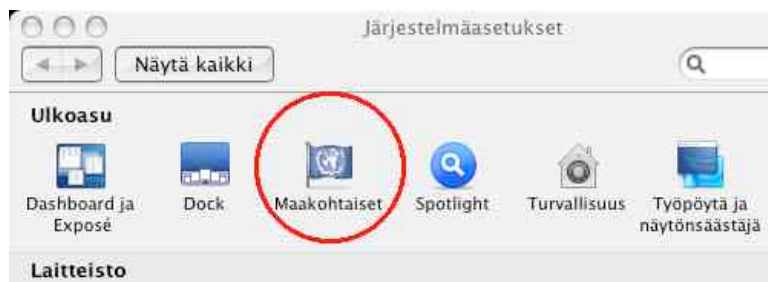 Järjestelmäasetukset
Näytä kaikki
Ulkoasu
Dashboard ja
Exposé
Dock
Maakohtaiset
Spotlight
Turvallisuus
Työpöytä ja
näytönsäästäjä
Laitteisto